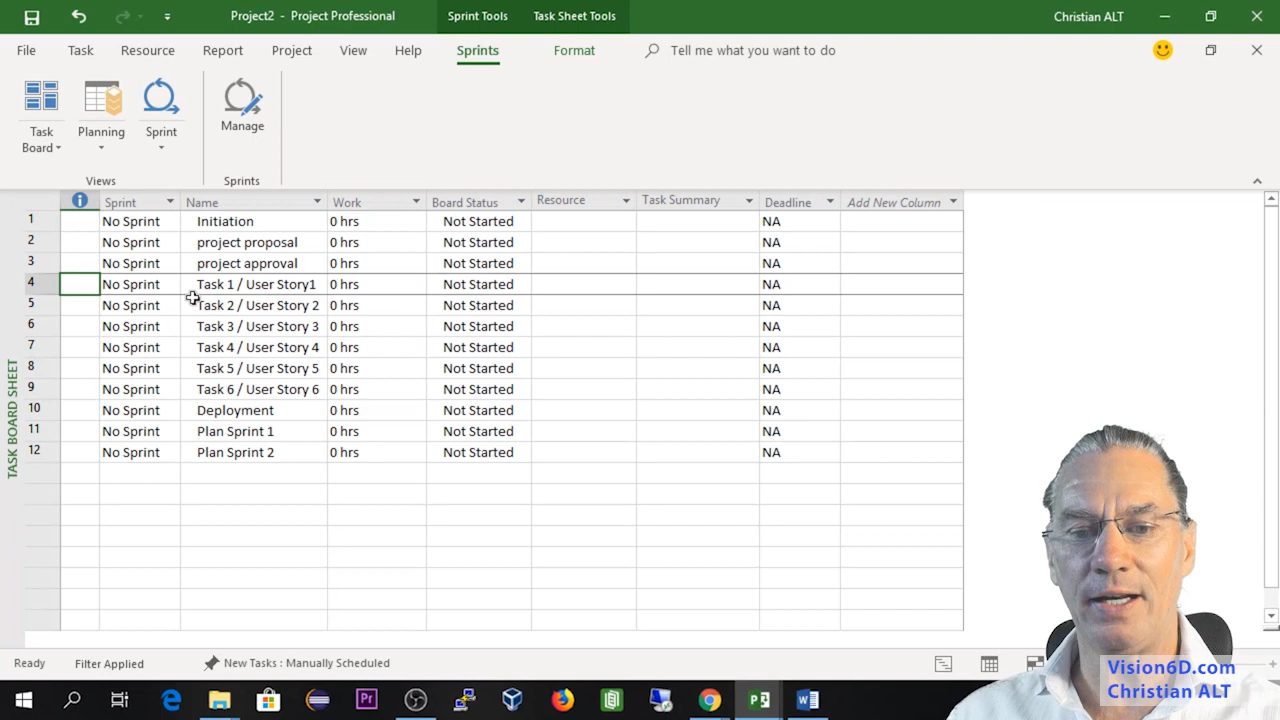 Project2 - Project Professional
Sprint Tools
Task Sheet Tools
Christian ALT
File Task Resource Report Project View Help Sprints Format Tell me what you want to do
Task Board
Planning
Sprint
Manage
Views
Sprints
Sprint Name Work Board Status Resource Task Summary Deadline Add New Column
1 No Sprint Initiation 0 hrs Not Started NA
2 No Sprint project proposal 0 hrs Not Started NA
3 No Sprint project approval 0 hrs Not Started NA
4 No Sprint Task 1 / User Story1 0 hrs Not Started NA
5 No Sprint Task 2 / User Story 2 0 hrs Not Started NA
6 No Sprint Task 3 / User Story 3 0 hrs Not Started NA
7 No Sprint Task 4 / User Story 4 0 hrs Not Started NA
8 No Sprint Task 5 / User Story 5 0 hrs Not Started NA
9 No Sprint Task 6 / User Story 6 0 hrs Not Started NA
10 No Sprint Deployment 0 hrs Not Started NA
11 No Sprint Plan Sprint 1 0 hrs Not Started NA
12 No Sprint Plan Sprint 2 0 hrs Not Started NA
TASK BOARD SHEET
Ready Filter Applied New Tasks : Manually Scheduled
Vision6D.com
Christian ALT